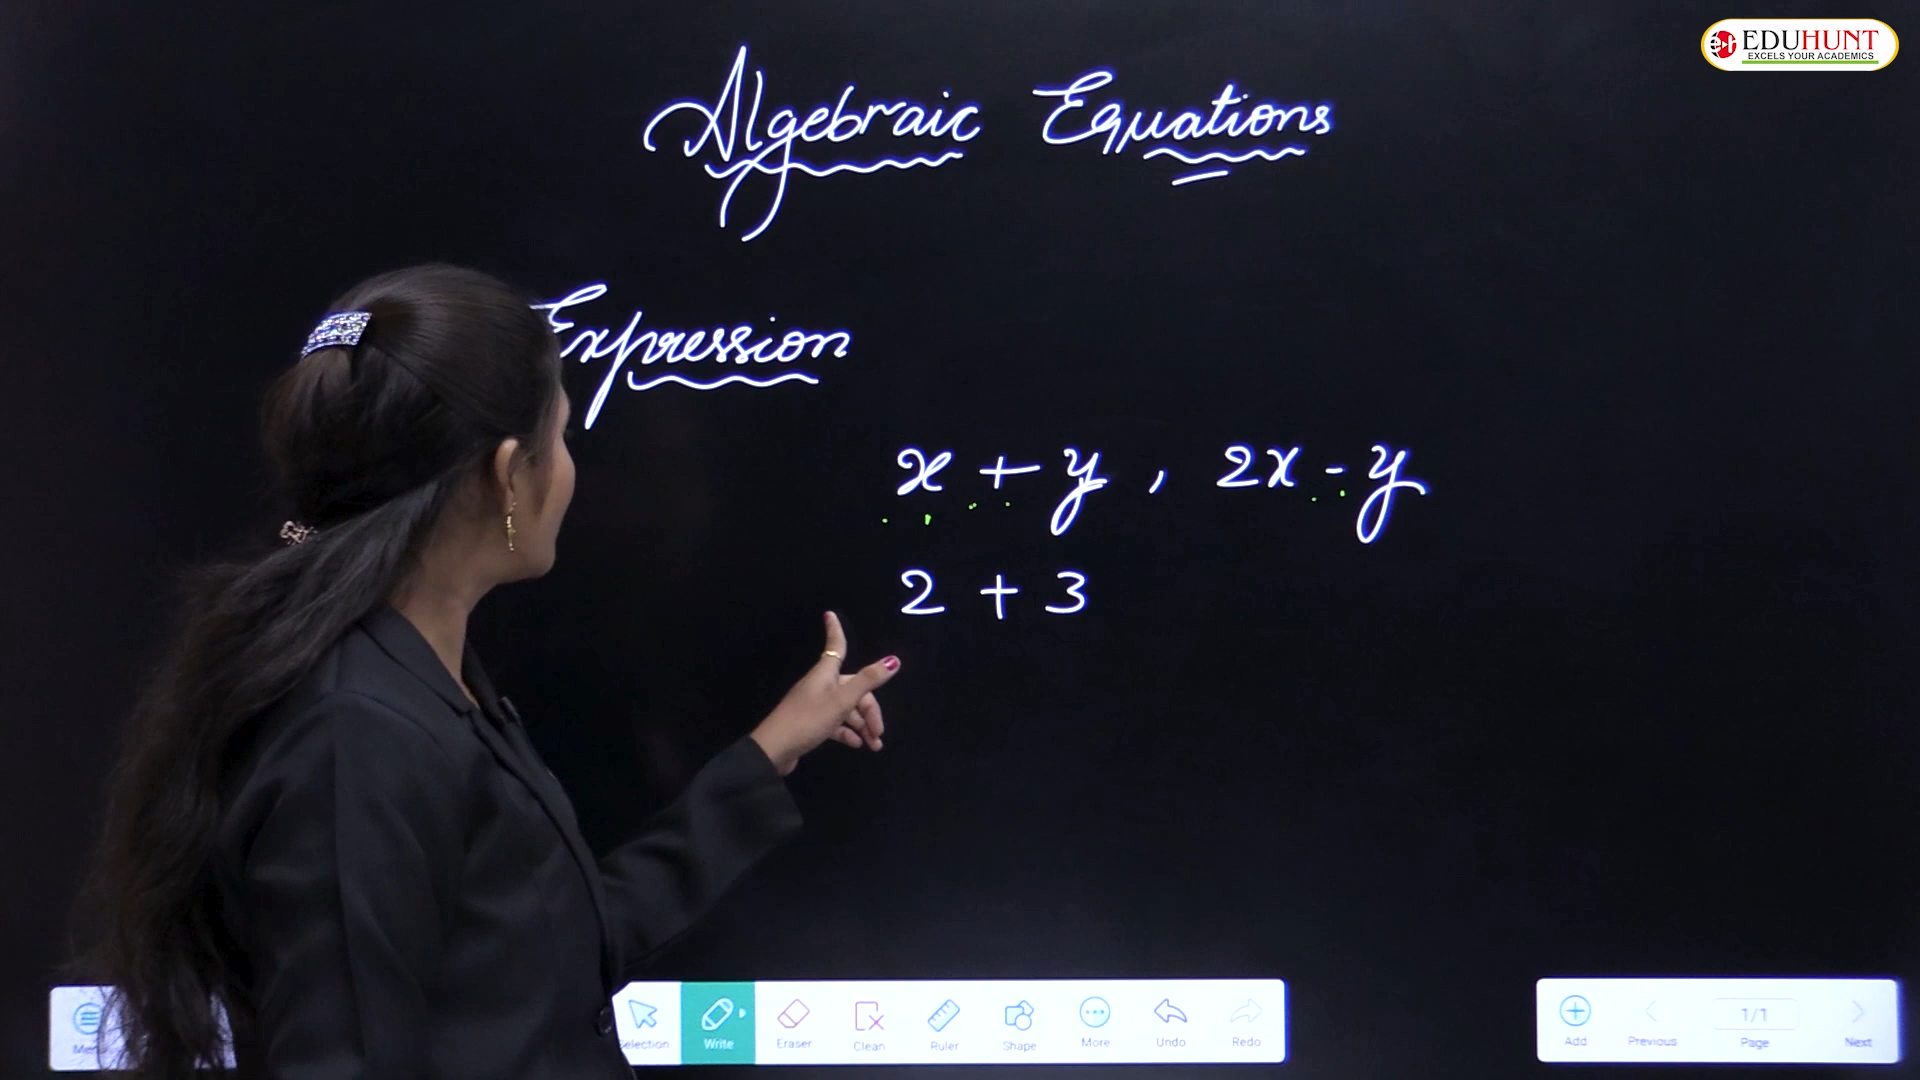 EDUHUNT
EXCELS YOUR ACADEMICS
Algebraic Equations
Expression
x + y , 2x - y
2 + 3
Selection Write Eraser Clean Ruler Shape More Undo Redo
1/1
Add Previous Page Next